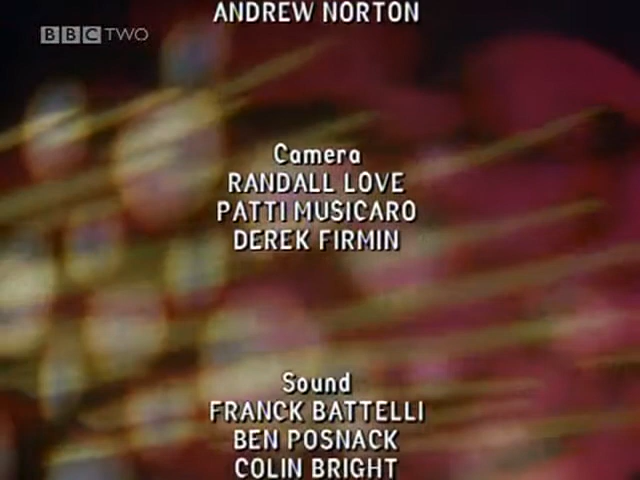 ANDREW NORTON
BBC TWO
Camera
RANDALL LOVE
PATTI MUSICARO
DEREK FIRMIN
Sound
FRANCK BATTELLI
BEN POSNACK
COLIN BRIGHT